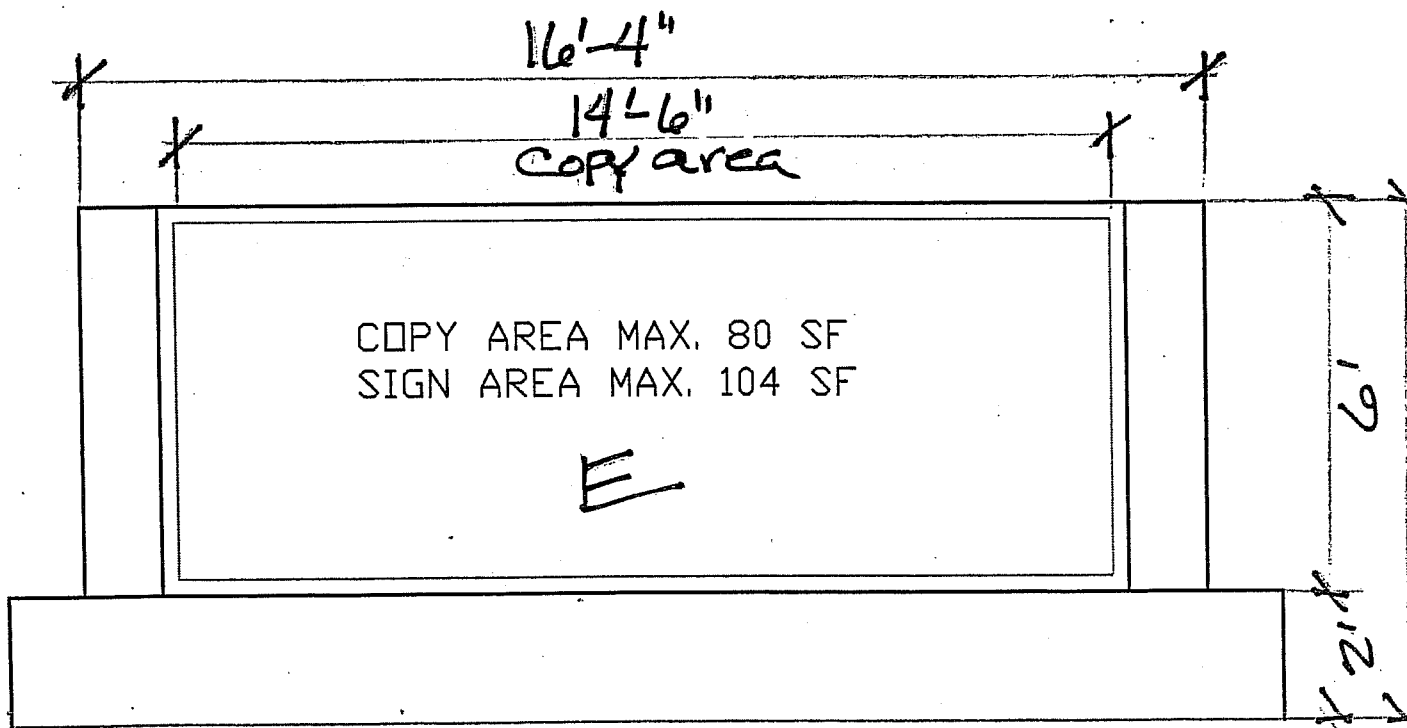 16'-4"
14'-6"
Copy area
COPY AREA MAX. 80 SF
SIGN AREA MAX. 104 SF
E
6'
2'